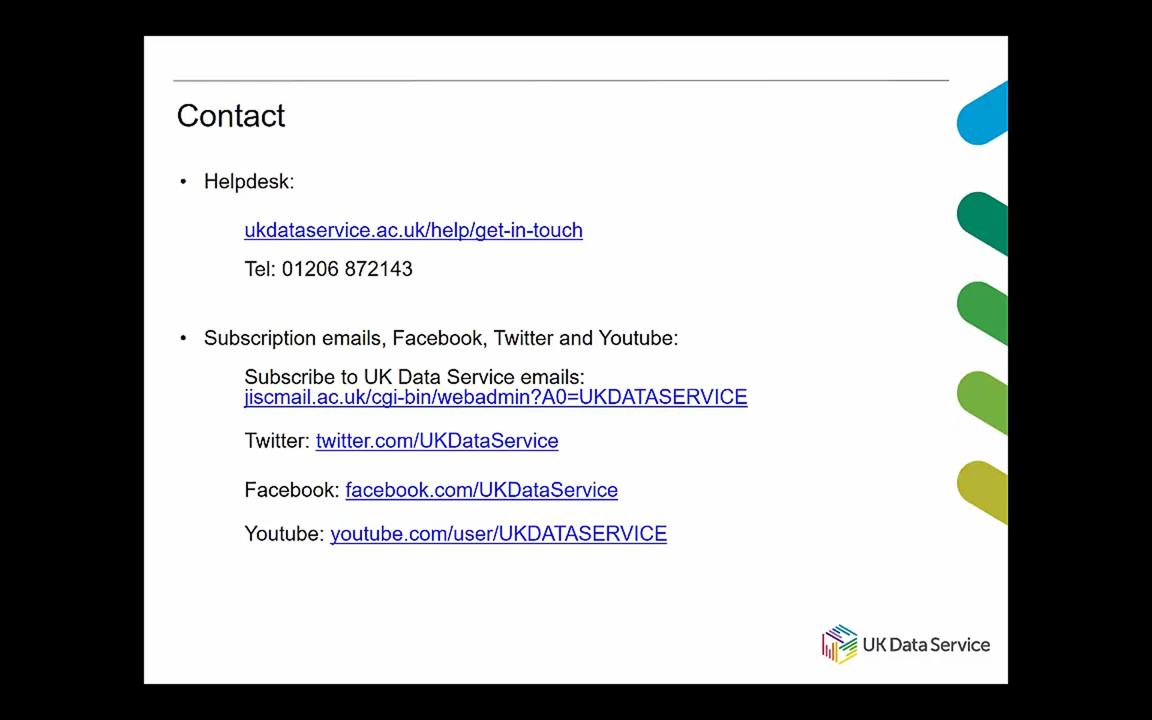 Contact
• Helpdesk:
ukdataservice.ac.uk/help/get-in-touch
Tel: 01206 872143
• Subscription emails, Facebook, Twitter and Youtube:
Subscribe to UK Data Service emails:
jiscmail.ac.uk/cgi-bin/webadmin?A0=UKDATASERVICE
Twitter: twitter.com/UKDataService
Facebook: facebook.com/UKDataService
Youtube: youtube.com/user/UKDATASERVICE
UK Data Service